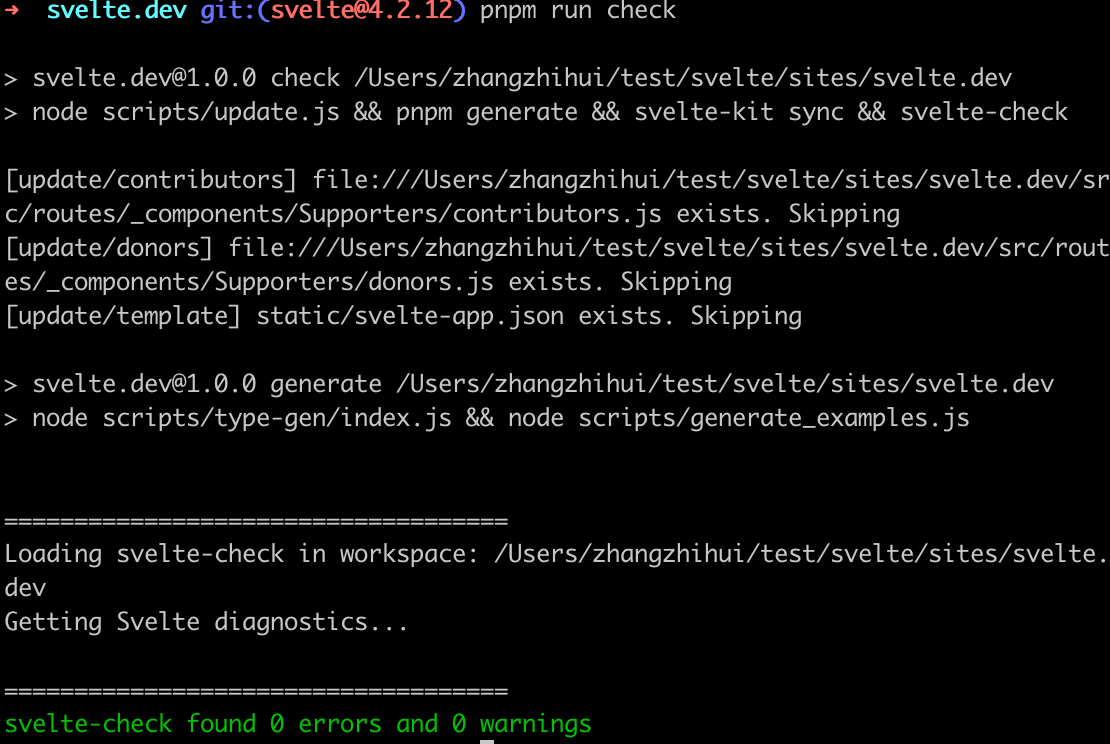 → svelte.dev git:(svelte@4.2.12) pnpm run check
> svelte.dev@1.0.0 check /Users/zhangzhihui/test/svelte/sites/svelte.dev
> node scripts/update.js && pnpm generate && svelte-kit sync && svelte-check
[update/contributors] file:///Users/zhangzhihui/test/svelte/sites/svelte.dev/sr
c/routes/_components/Supporters/contributors.js exists. Skipping
[update/donors] file:///Users/zhangzhihui/test/svelte/sites/svelte.dev/src/rout
es/_components/Supporters/donors.js exists. Skipping
[update/template] static/svelte-app.json exists. Skipping
> svelte.dev@1.0.0 generate /Users/zhangzhihui/test/svelte/sites/svelte.dev
> node scripts/type-gen/index.js && node scripts/generate_examples.js
====================================
Loading svelte-check in workspace: /Users/zhangzhihui/test/svelte/sites/svelte.
dev
Getting Svelte diagnostics...
====================================
svelte-check found 0 errors and 0 warnings